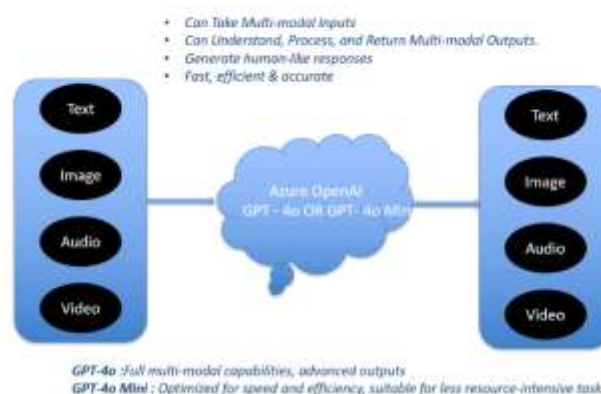 • Can Take Multi-modal Inputs
• Can Understand, Process, and Return Multi-modal Outputs.
• Generate human-like responses
• Fast, efficient & accurate
Text
Image
Audio
Video
Azure OpenAI
GPT - 4o OR GPT- 4o Min
Text
Image
Audio
Video
GPT-4o :Full multi-modal capabilities, advanced outputs
GPT-4o Mini : Optimized for speed and efficiency, suitable for less resource-intensive task